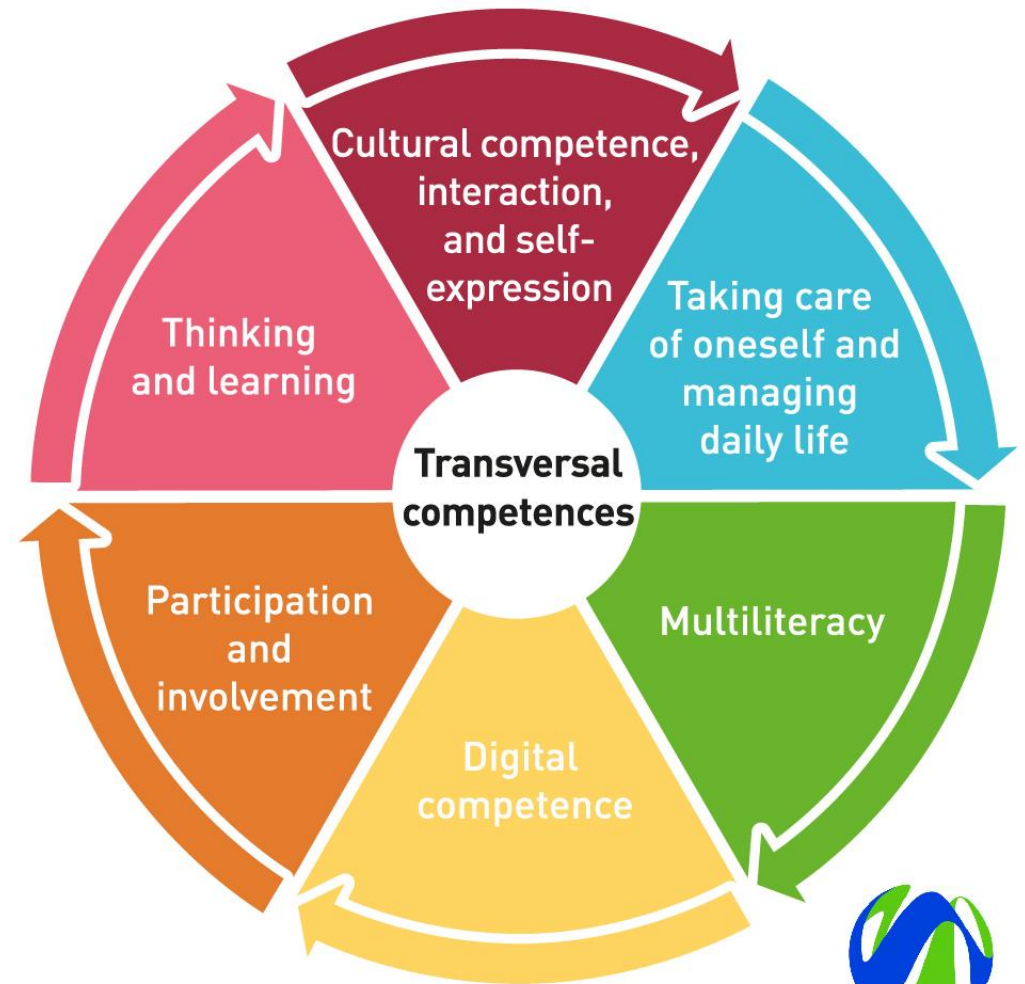 Cultural competence,
interaction,
and self-
expression
Taking care
of oneself and
managing
daily life
Multiliteracy
Digital
competence
Participation
and
involvement
Thinking
and learning
Transversal
competences